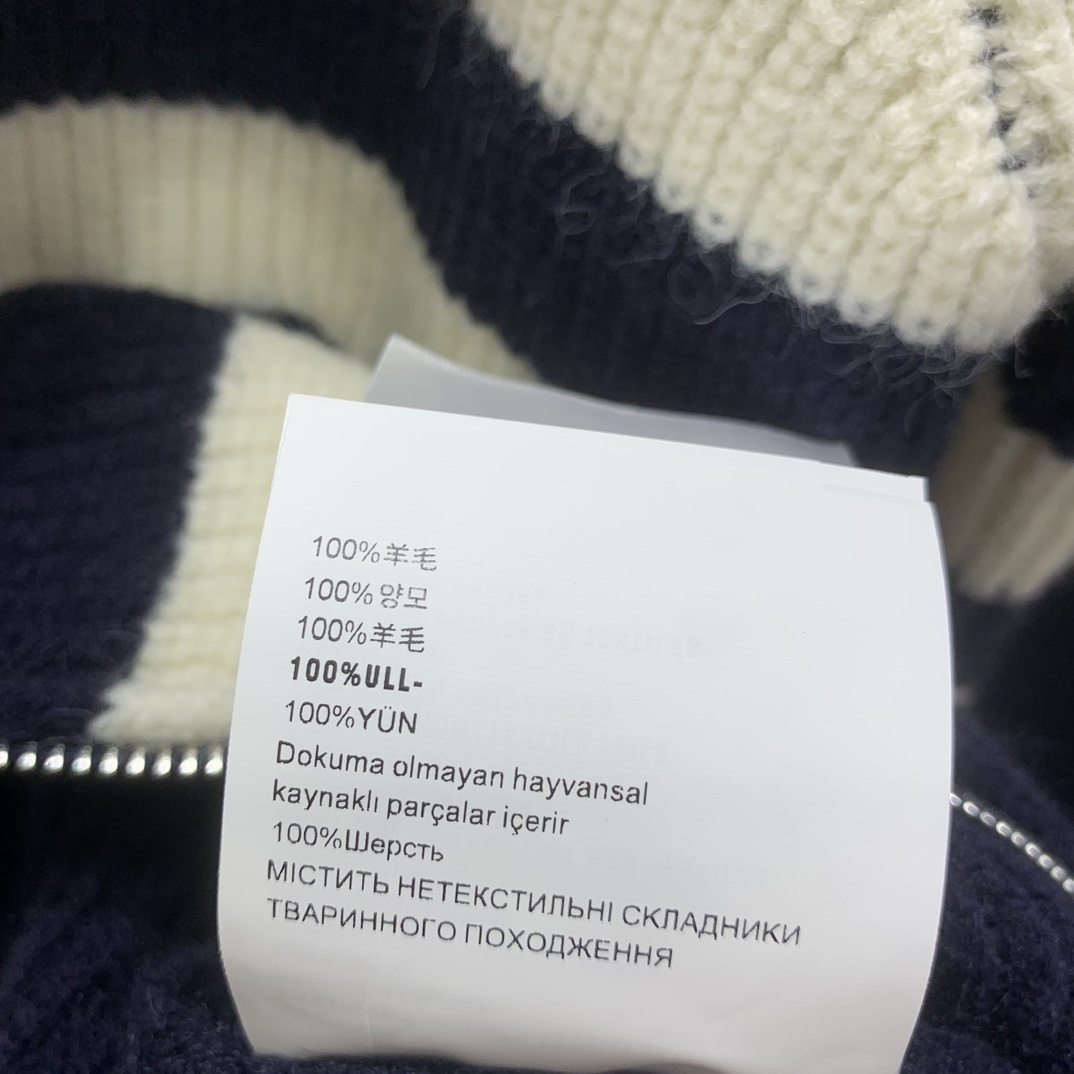 100%羊毛
100%양모
100%羊毛
100%ULL-
100%YÜN
Dokuma olmayan hayvansal
kaynaklı parçalar içerir
100%Шерсть
МІСТИТЬ НЕТЕКСТИЛЬНІ СКЛАДНИКИ
ТВАРИННОГО ПОХОДЖЕННЯ